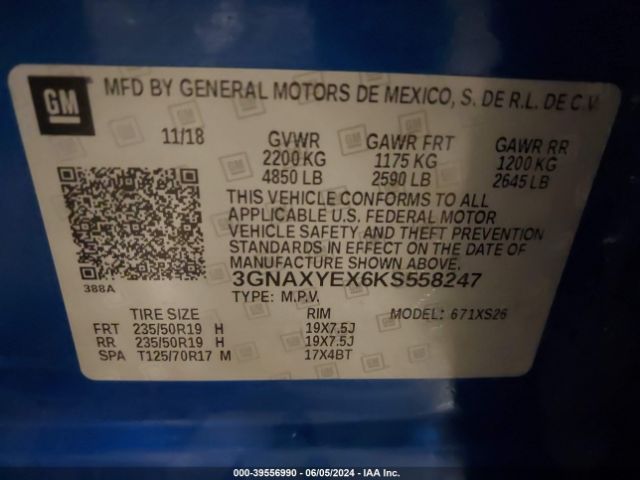 GM
MFD BY GENERAL MOTORS DE MEXICO, S. DE R.L. DE C.V.
11/18 GVWR GAWR FRT GAWR RR
2200 KG 1175 KG 1200 KG
4850 LB 2590 LB 2645 LB
THIS VEHICLE CONFORMS TO ALL
APPLICABLE U.S. FEDERAL MOTOR
VEHICLE SAFETY AND THEFT PREVENTION
STANDARDS IN EFFECT ON THE DATE OF
MANUFACTURE SHOWN ABOVE.
388A
3GNAXYEX6KS558247
TYPE: M.P.V. MODEL: 671XS26
TIRE SIZE RIM
FRT 235/50R19 H 19X7.5J
RR 235/50R19 H 19X7.5J
SPA T125/70R17 M 17X4BT
000-39556990 - 06/05/2024 - IAAI.COM